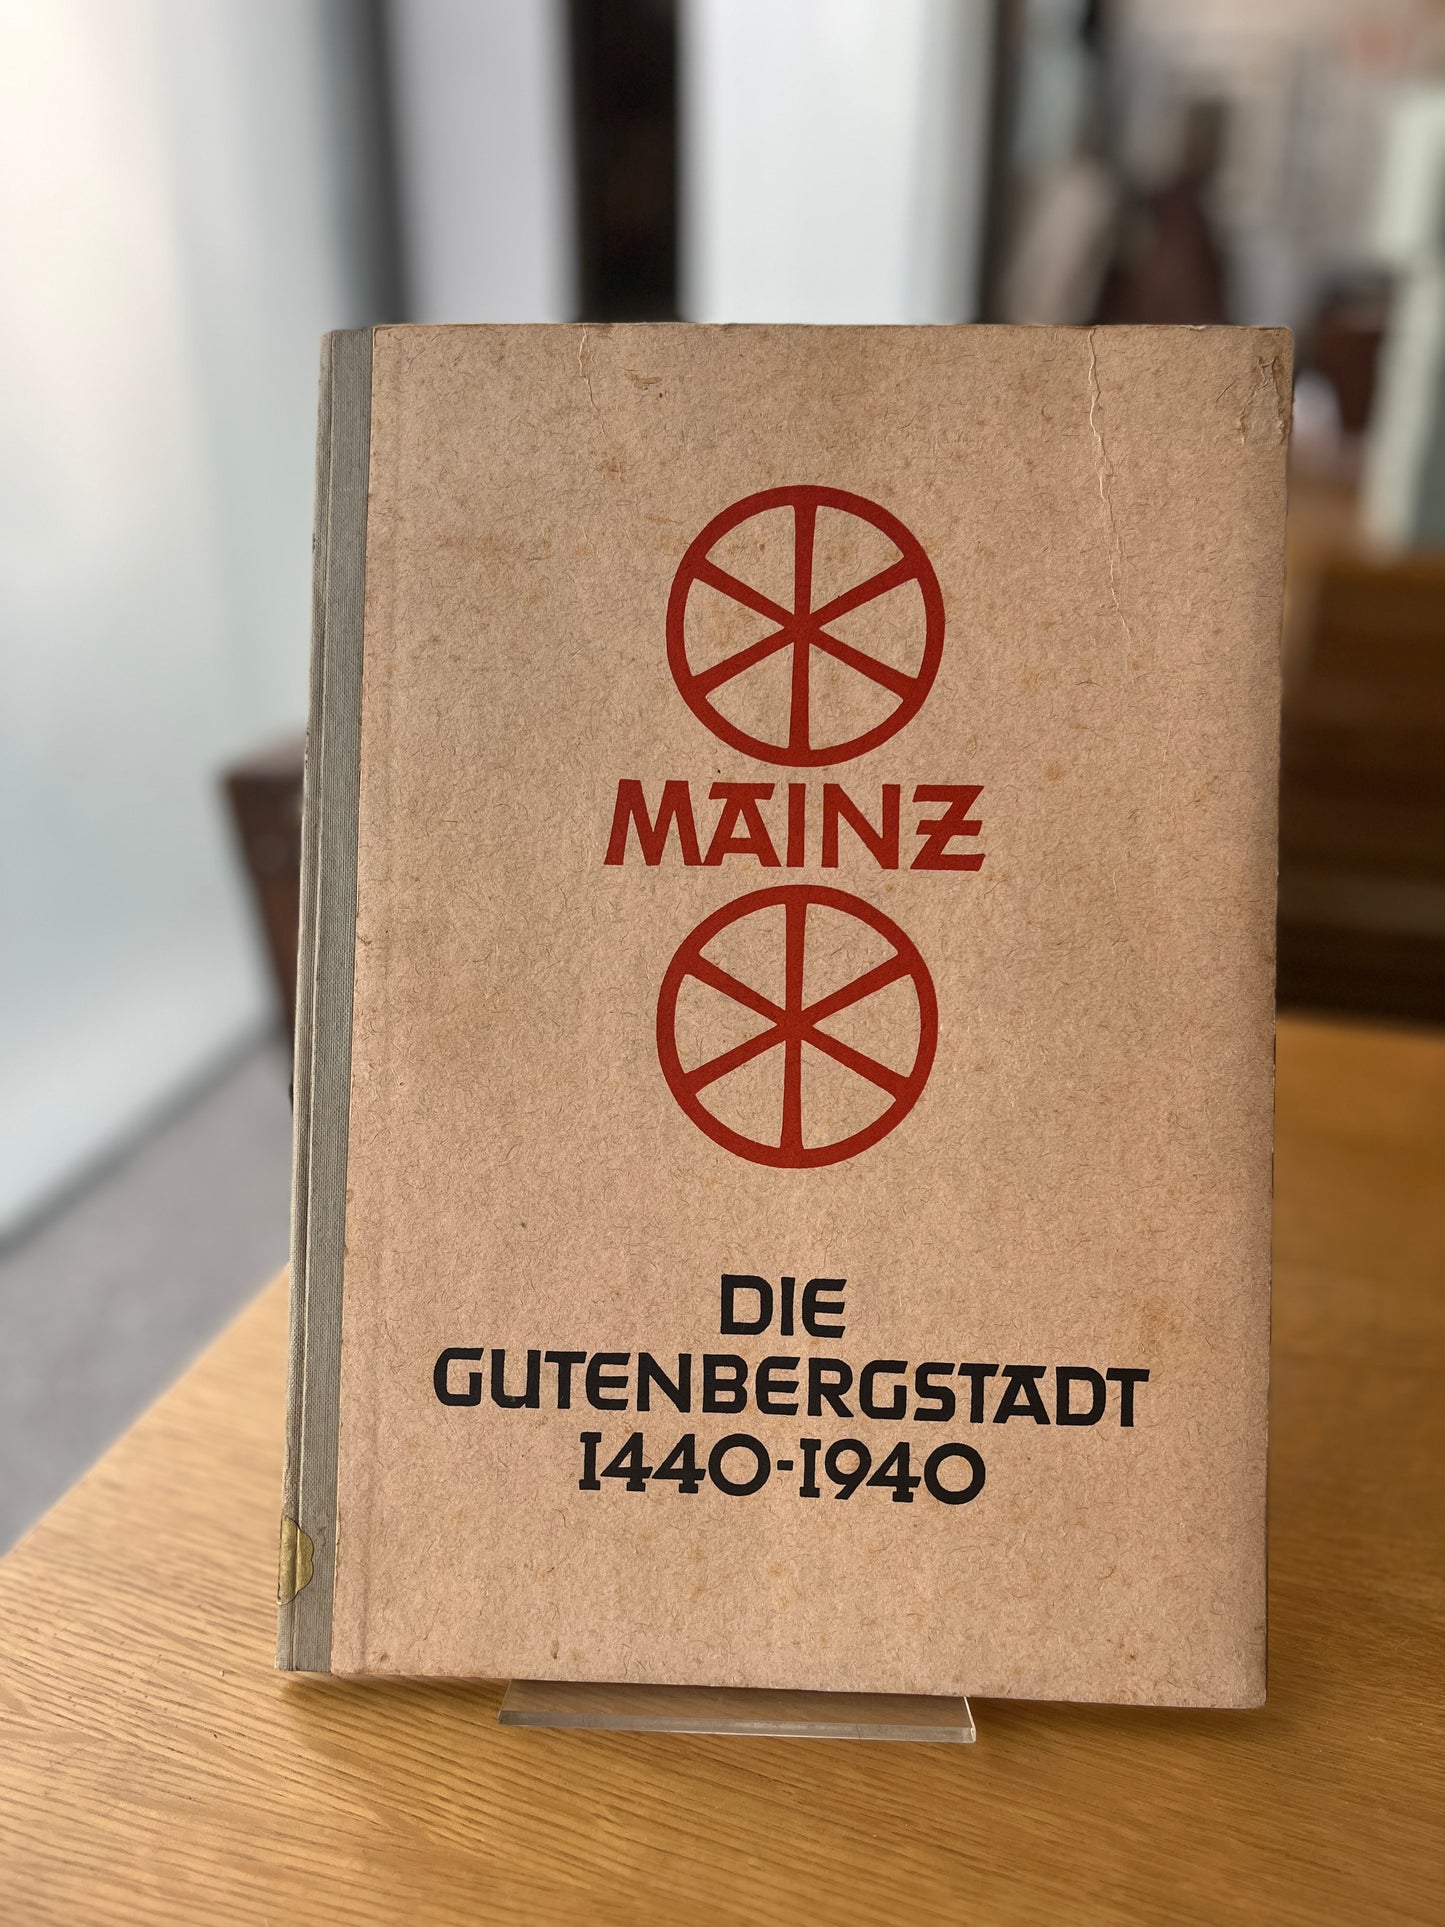 MAINZ
DIE
GUTENBERGSTADT
1440-1940